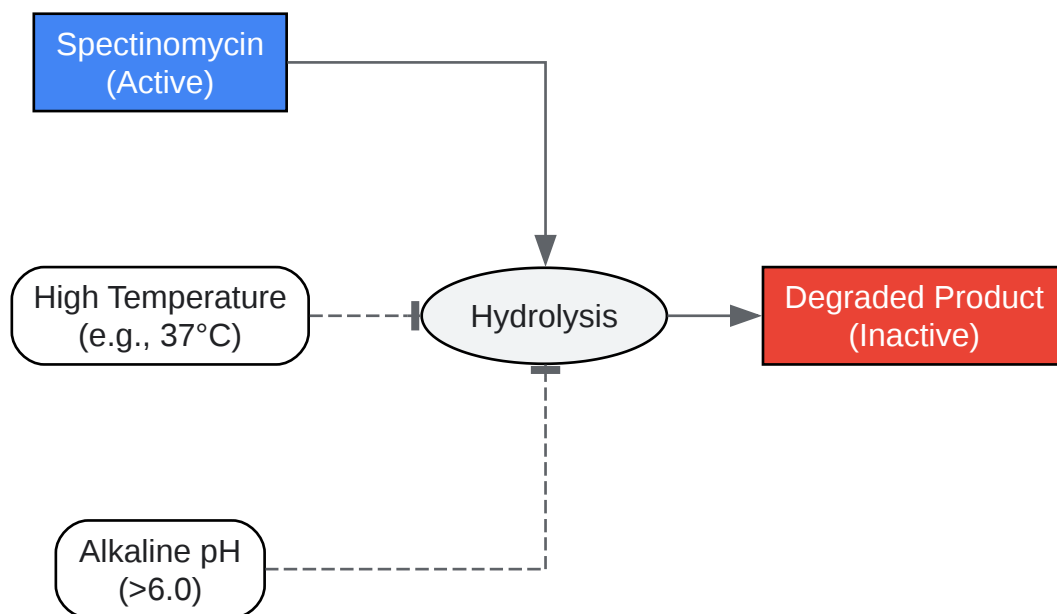 Spectinomycin
(Active)
High Temperature
(e.g., 37°C)
Hydrolysis
Degraded Product
(Inactive)
Alkaline pH
(>6.0)